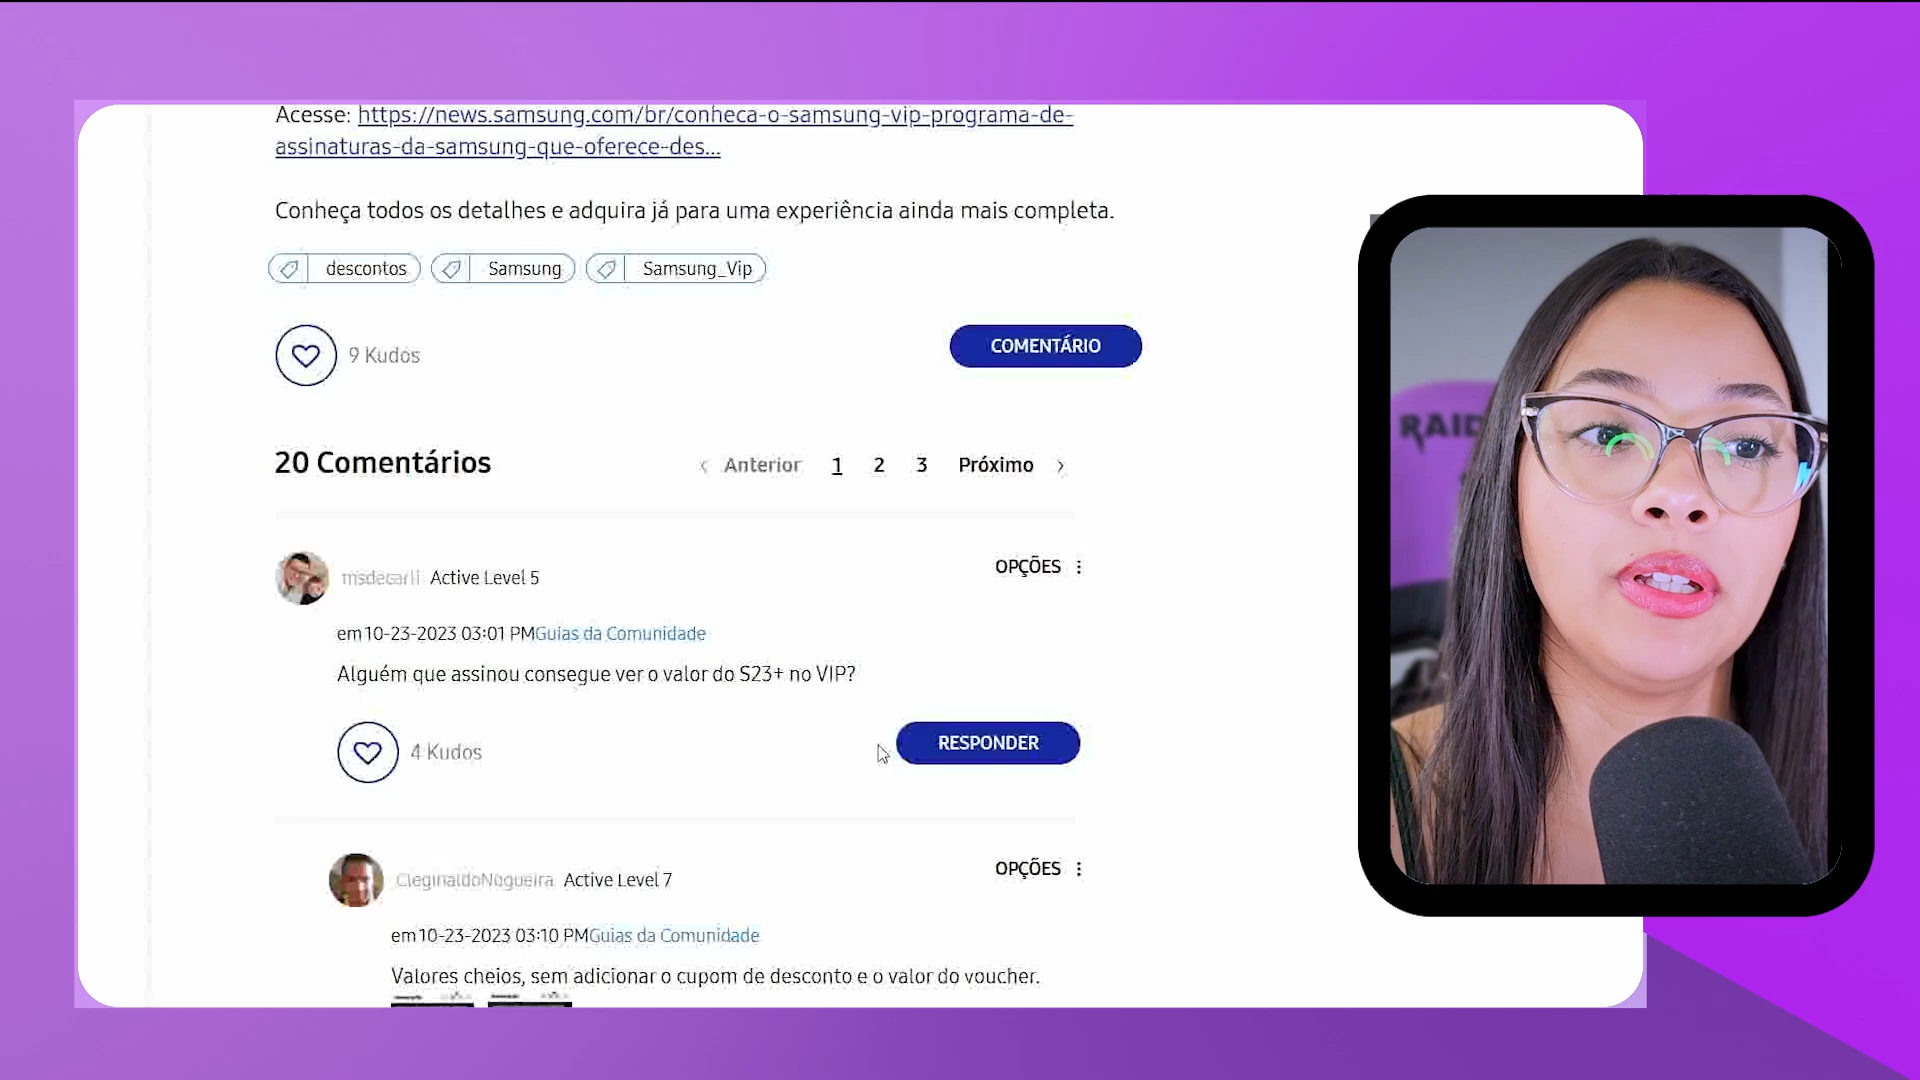 Acesse: https://news.samsung.com/br/conheca-o-samsung-vip-programa-de-
assinaturas-da-samsung-que-oferece-des...
Conheça todos os detalhes e adquira já para uma experiência ainda mais completa.
descontos Samsung Samsung_Vip
9 Kudos
COMENTÁRIO
20 Comentários
‹ Anterior 1 2 3 Próximo ›
msdecarli Active Level 5
OPÇÕES
em 10-23-2023 03:01 PM Guias da Comunidade
Alguém que assinou consegue ver o valor do S23+ no VIP?
4 Kudos
RESPONDER
CleginaldoNogueira Active Level 7
OPÇÕES
em 10-23-2023 03:10 PM Guias da Comunidade
Valores cheios, sem adicionar o cupom de desconto e o valor do voucher.